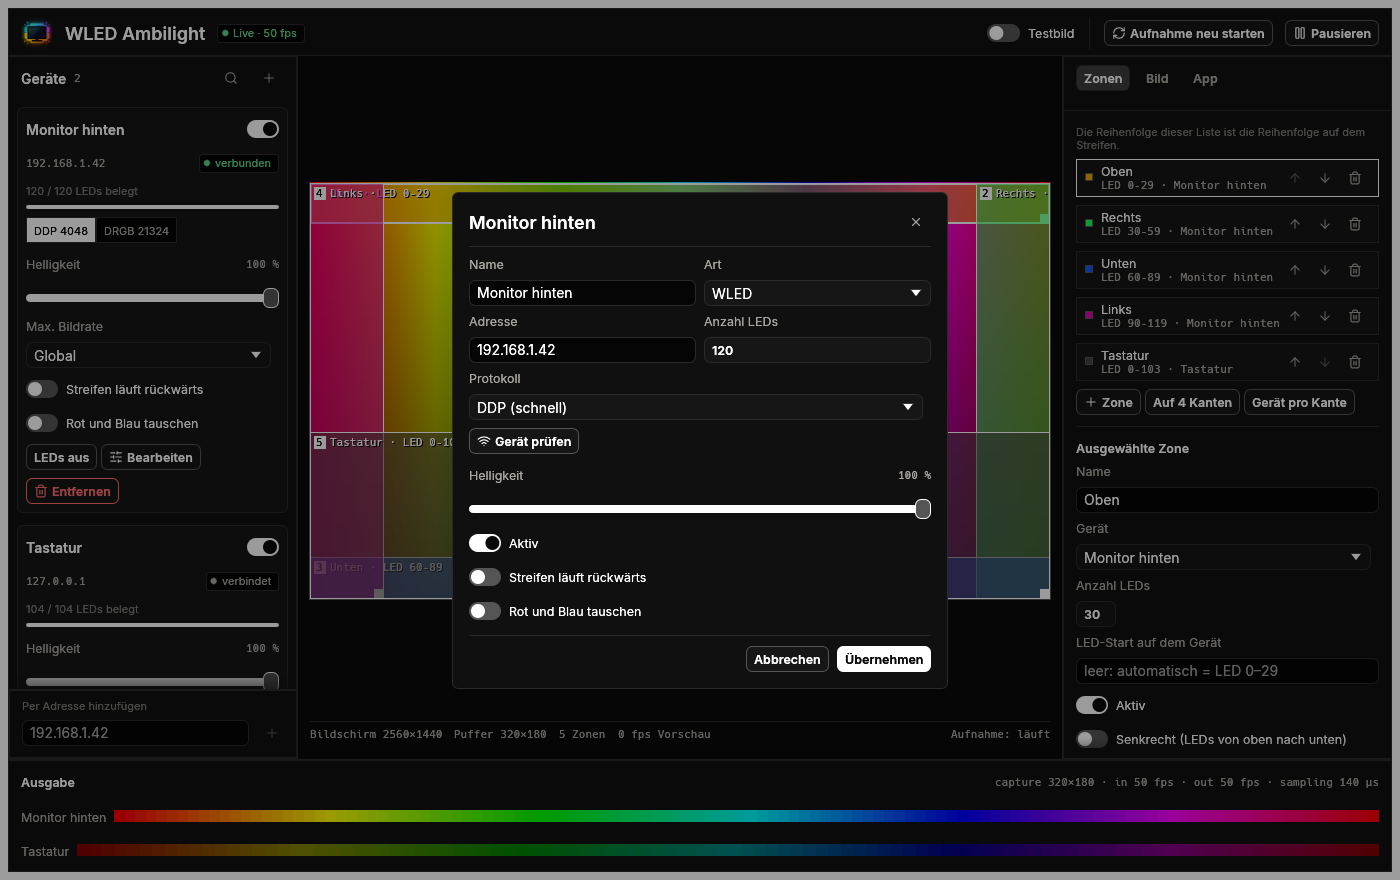 WLED Ambilight
Live · 50 fps
Testbild
Aufnahme neu starten
Pausieren
Geräte 2
Monitor hinten
192.168.1.42
verbunden
120 / 120 LEDs belegt
DDP 4048
DRGB 21324
Helligkeit
100 %
Max. Bildrate
Global
Streifen läuft rückwärts
Rot und Blau tauschen
LEDs aus
Bearbeiten
Entfernen
Tastatur
127.0.0.1
verbindet
104 / 104 LEDs belegt
Helligkeit
100 %
Per Adresse hinzufügen
192.168.1.42
4 Links · LED 0-29
2 Rechts ·
5 Tastatur · LED 0-10
3 Unten · LED 60-89
Monitor hinten
Name
Art
Monitor hinten
WLED
Adresse
Anzahl LEDs
192.168.1.42
120
Protokoll
DDP (schnell)
Gerät prüfen
Helligkeit
100 %
Aktiv
Streifen läuft rückwärts
Rot und Blau tauschen
Abbrechen
Übernehmen
Bildschirm 2560×1440 Puffer 320×180 5 Zonen 0 fps Vorschau
Aufnahme: läuft
Zonen
Bild
App
Die Reihenfolge dieser Liste ist die Reihenfolge auf dem
Streifen.
Oben
LED 0-29 · Monitor hinten
Rechts
LED 30-59 · Monitor hinten
Unten
LED 60-89 · Monitor hinten
Links
LED 90-119 · Monitor hinten
Tastatur
LED 0-103 · Tastatur
Zone
Auf 4 Kanten
Gerät pro Kante
Ausgewählte Zone
Name
Oben
Gerät
Monitor hinten
Anzahl LEDs
30
LED-Start auf dem Gerät
leer: automatisch = LED 0–29
Aktiv
Senkrecht (LEDs von oben nach unten)
Ausgabe
capture 320×180 · in 50 fps · out 50 fps · sampling 140 µs
Monitor hinten
Tastatur